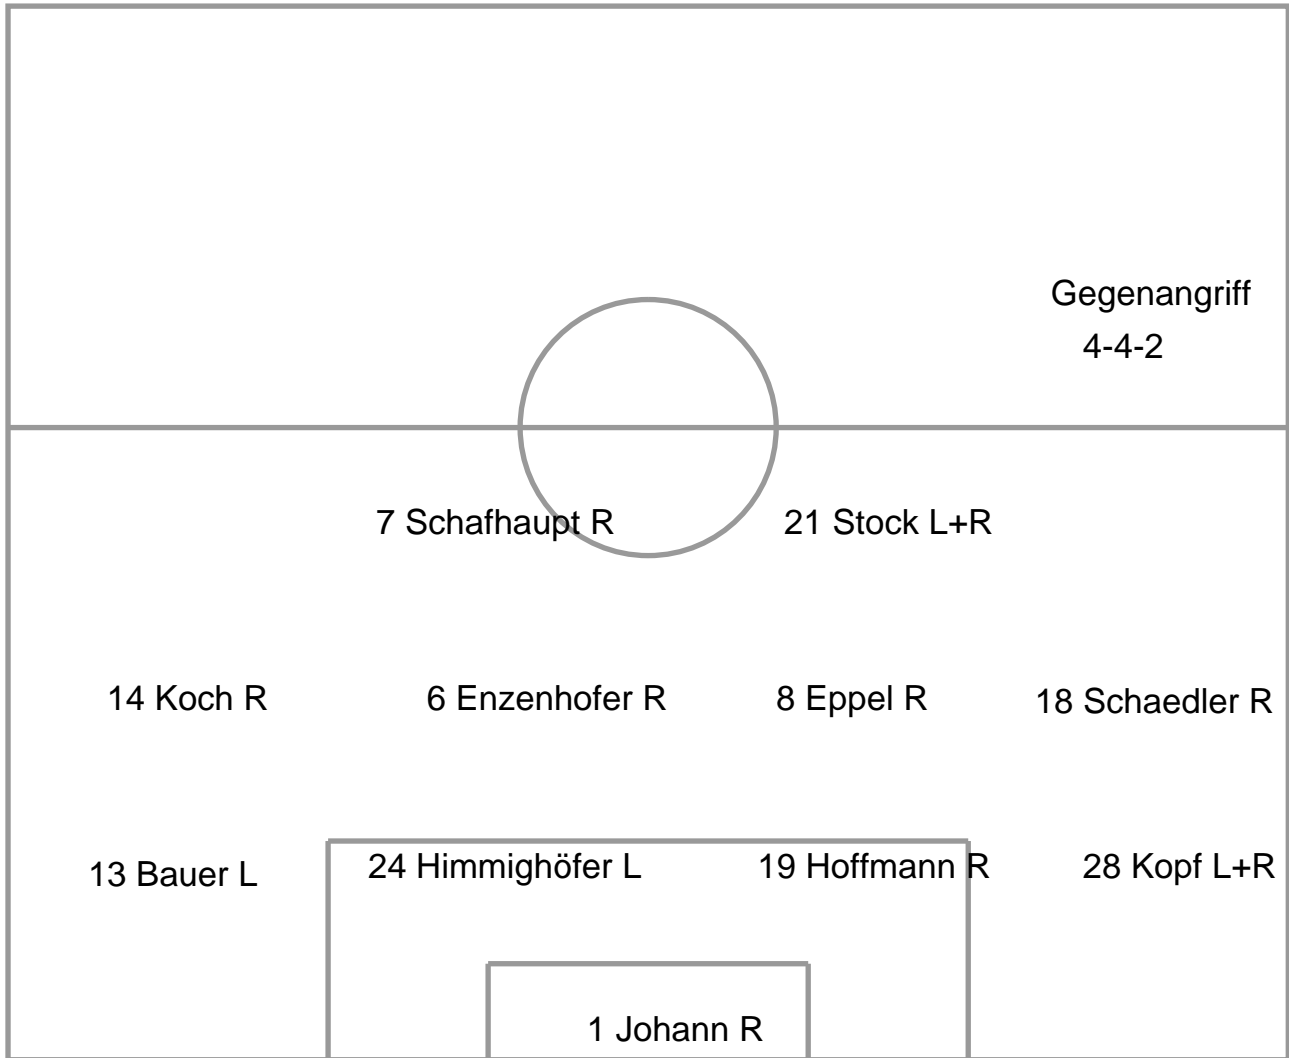 Gegenangriff
4-4-2
7 Schafhaupt R
21 Stock L+R
14 Koch R
6 Enzenhofer R
8 Eppel R
18 Schaedler R
13 Bauer L
24 Himmighöfer L
19 Hoffmann R
28 Kopf L+R
1 Johann R